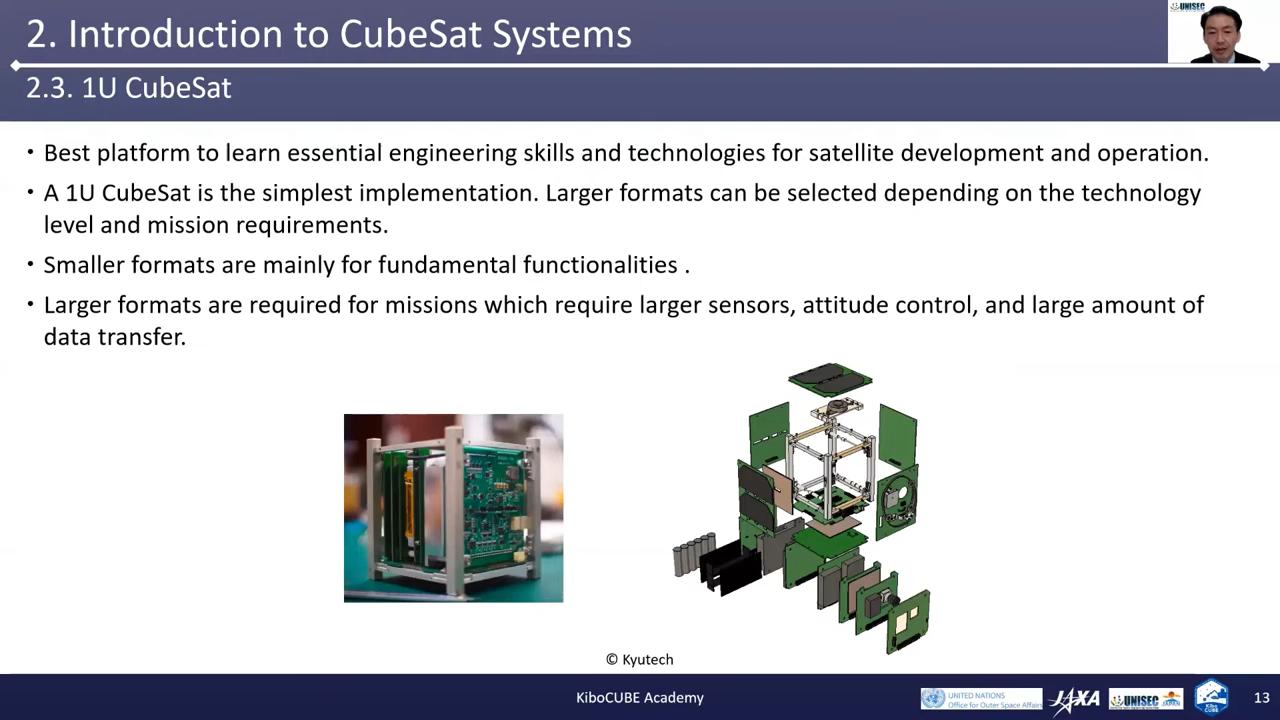 2. Introduction to CubeSat Systems
UNISEC
2.3. 1U CubeSat
• Best platform to learn essential engineering skills and technologies for satellite development and operation.
• A 1U CubeSat is the simplest implementation. Larger formats can be selected depending on the technology
level and mission requirements.
• Smaller formats are mainly for fundamental functionalities .
• Larger formats are required for missions which require larger sensors, attitude control, and large amount of
data transfer.
© Kyutech
KiboCUBE Academy
UNITED NATIONS
Office for Outer Space Affairs
JAXA
UNISEC
JAPAN
Kibo
CUBE
13